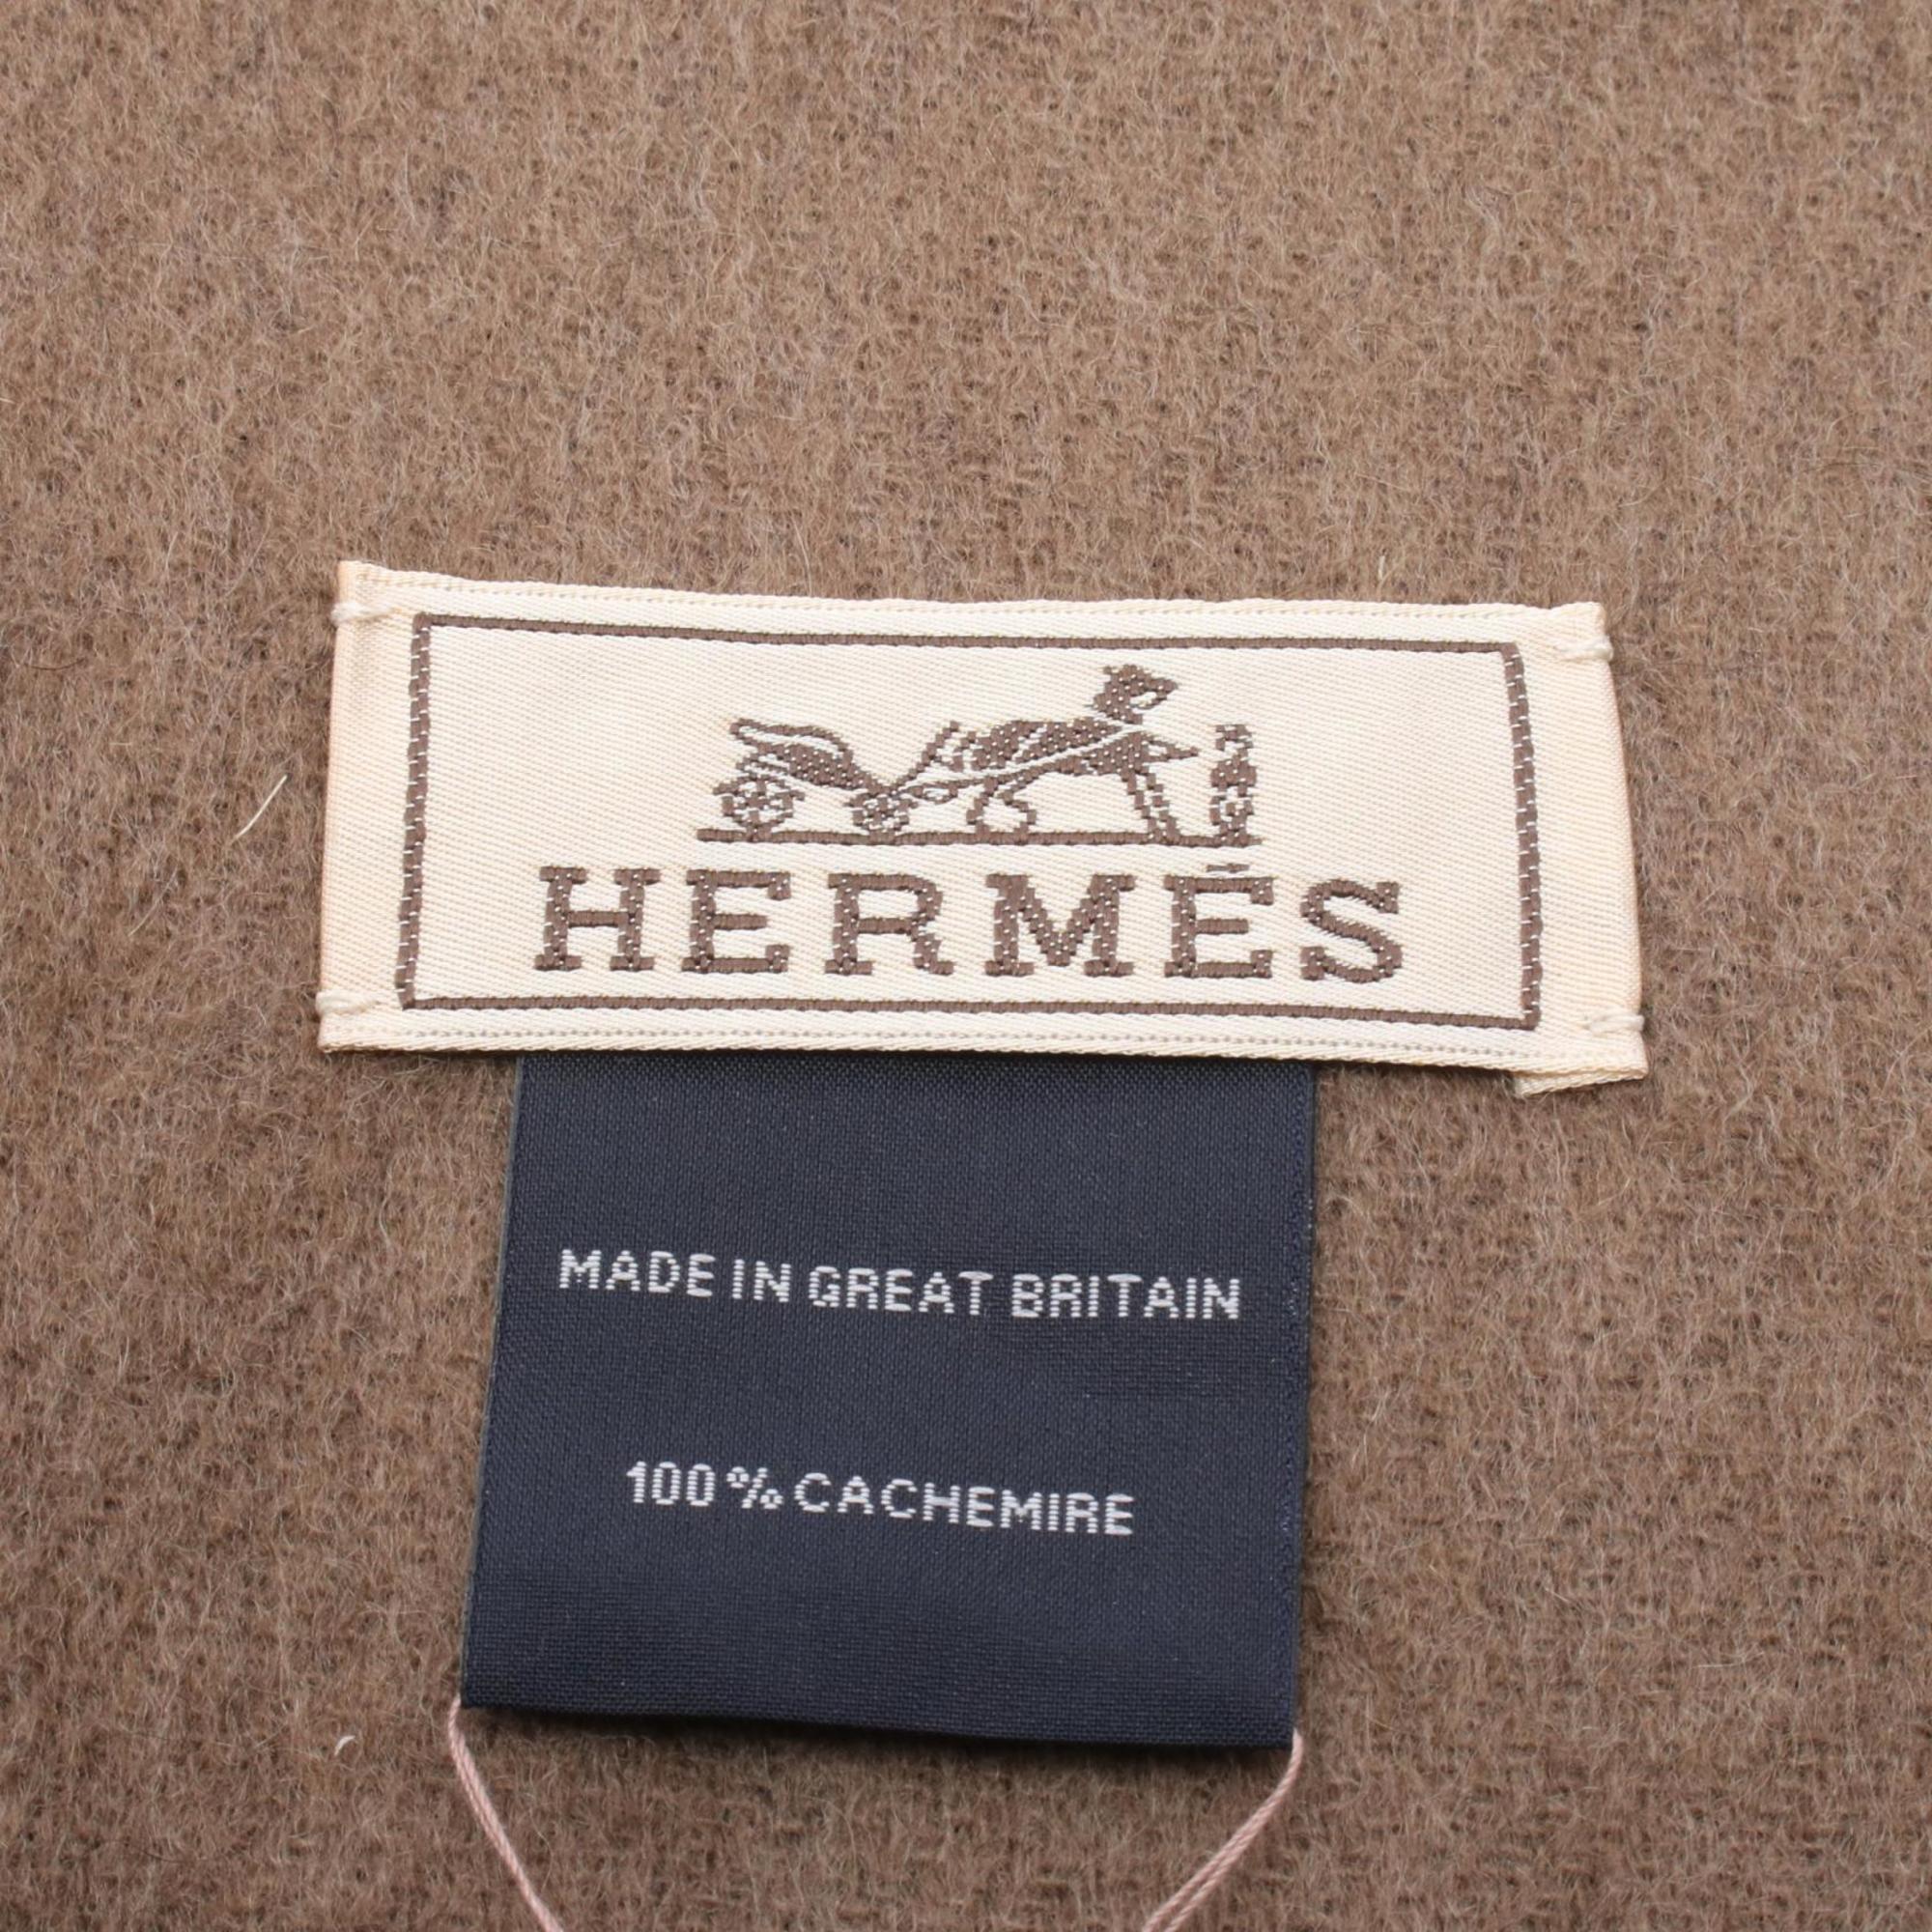 HERMÈS
MADE IN GREAT BRITAIN
100% CACHEMIRE